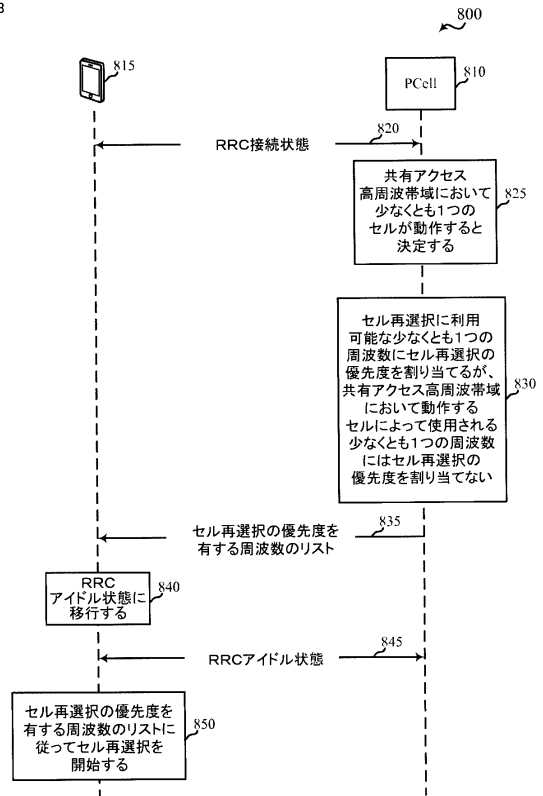 8
800
815
PCell
810
820
RRC接続状態
共有アクセス
高周波帯域において
少なくとも1つの
セルが動作すると
決定する
825
セル再選択に利用
可能な少なくとも1つの
周波数にセル再選択の
優先度を割り当てるが、
共有アクセス高周波帯域
において動作する
セルによって使用される
少なくとも1つの周波数
にはセル再選択の
優先度を割り当てない
830
セル再選択の優先度を
有する周波数のリスト
835
RRC
アイドル状態に
移行する
840
RRCアイドル状態
845
セル再選択の優先度を
有する周波数のリストに
従ってセル再選択を
開始する
850